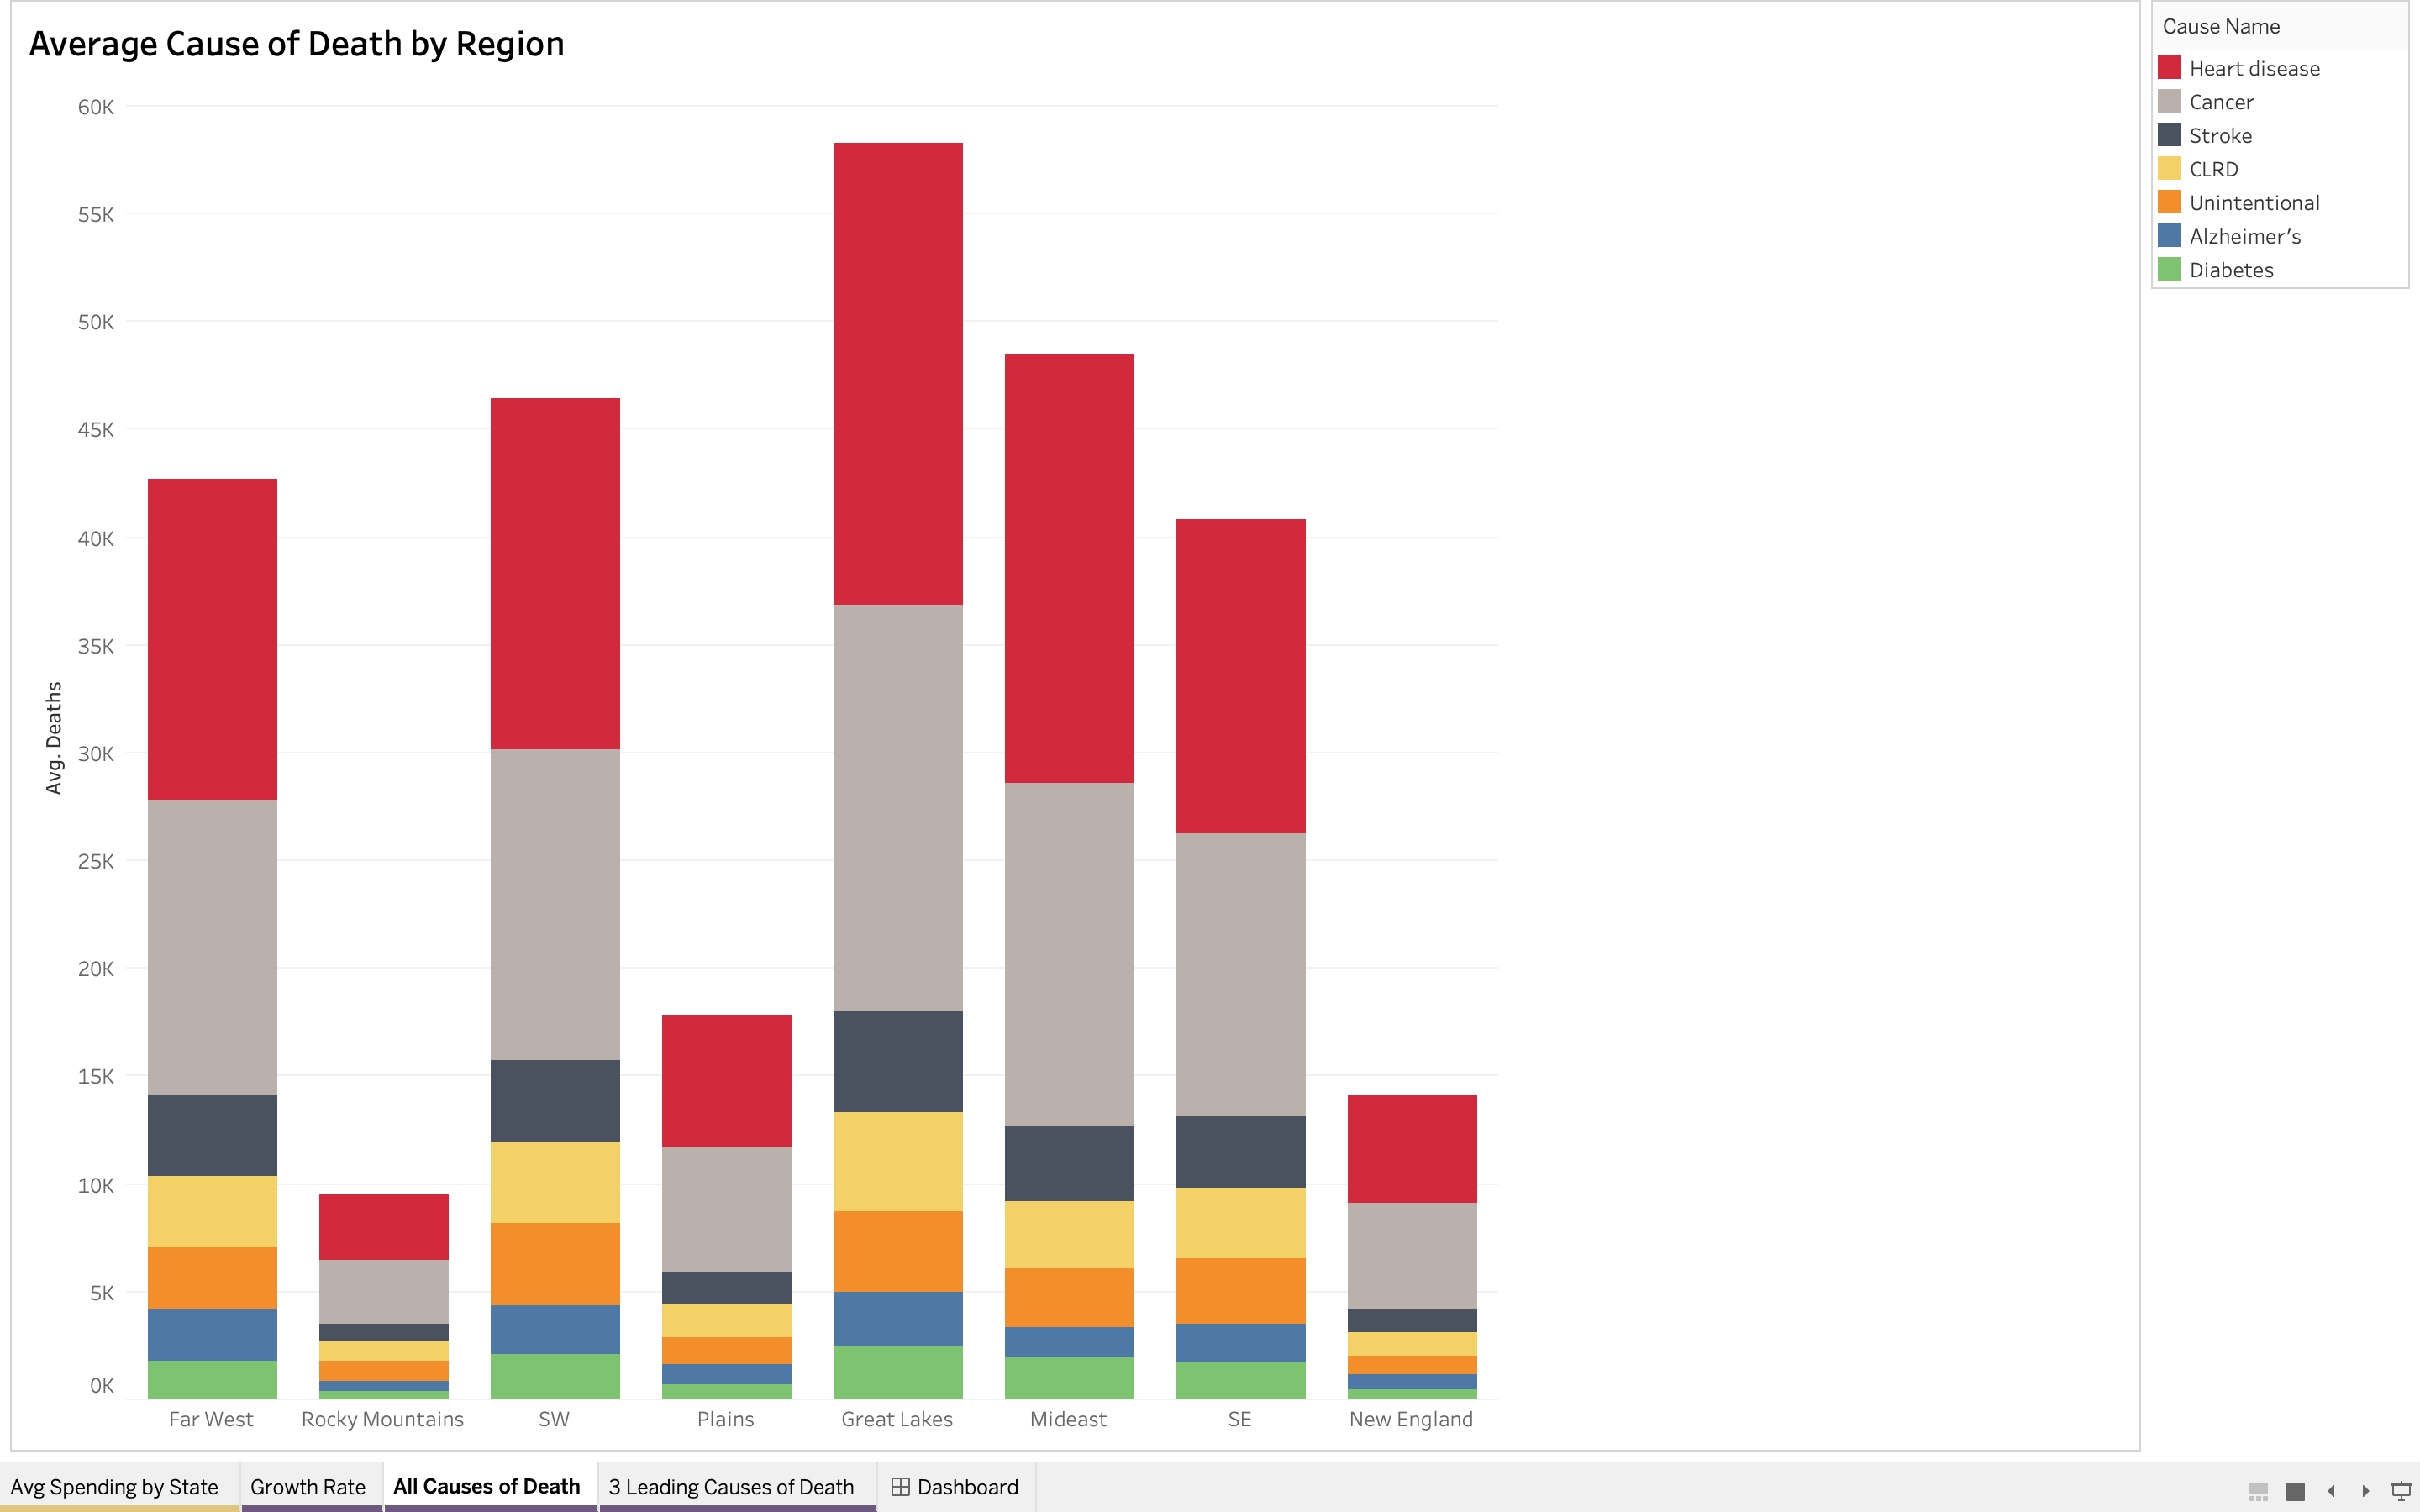 Average Cause of Death by Region
Cause Name
Heart disease
Cancer
Stroke
CLRD
Unintentional
Alzheimer's
Diabetes
60K
55K
50K
45K
40K
35K
30K
25K
20K
15K
10K
5K
0K
Avg. Deaths
Far West Rocky Mountains SW Plains Great Lakes Mideast SE New England
Avg Spending by State Growth Rate All Causes of Death 3 Leading Causes of Death Dashboard